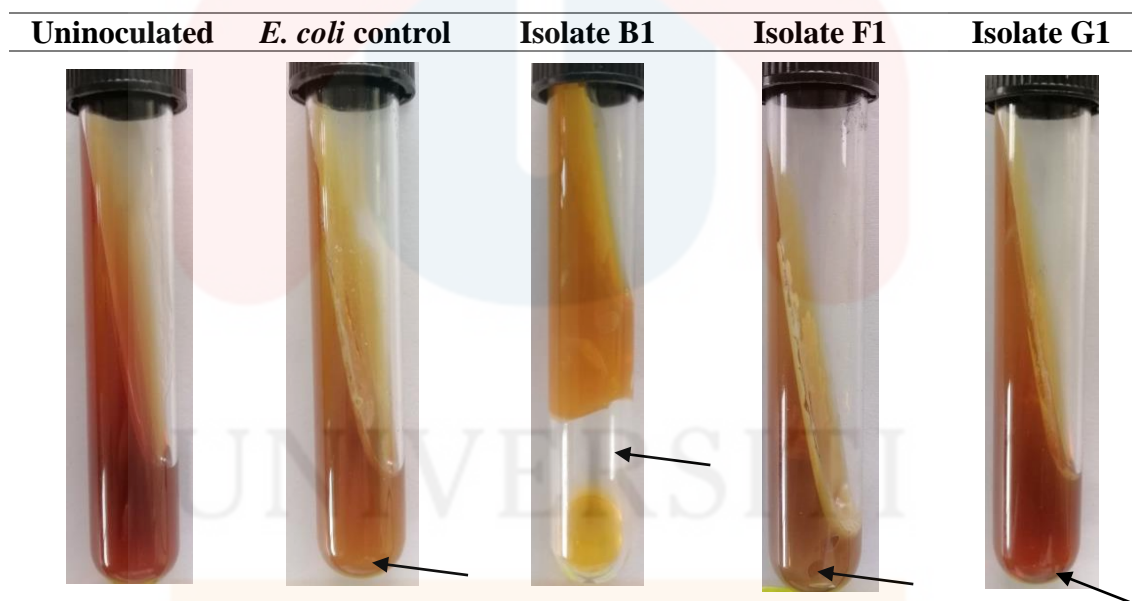 Uninoculated E. coli control Isolate B1 Isolate F1 Isolate G1
UNIVERSITI